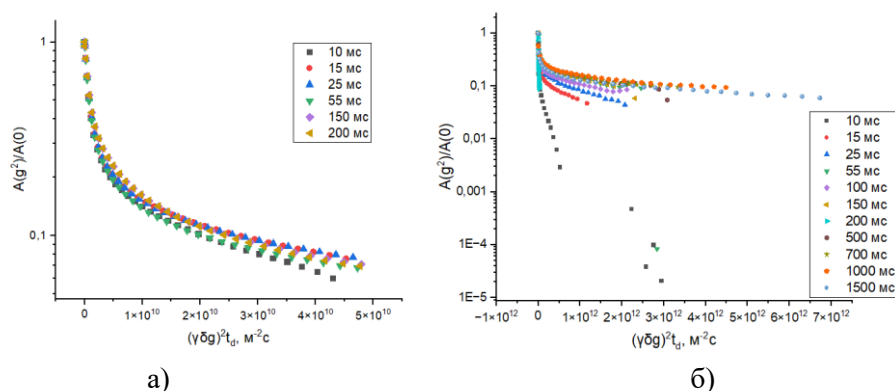 A(g²)/A(0)
1
0,1
0
1×10¹⁰
2×10¹⁰
3×10¹⁰
4×10¹⁰
5×10¹⁰
(γδg)²t_d, м⁻²с
10 мс
15 мс
25 мс
55 мс
150 мс
200 мс
а)
A(g²)/A(0)
1
0,1
0,01
0,001
1E−4
1E−5
−1×10¹²
0
1×10¹²
2×10¹²
3×10¹²
4×10¹²
5×10¹²
6×10¹²
7×10¹²
(γδg)²t_d, м⁻²с
10 мс
15 мс
25 мс
55 мс
100 мс
150 мс
200 мс
500 мс
700 мс
1000 мс
1500 мс
б)